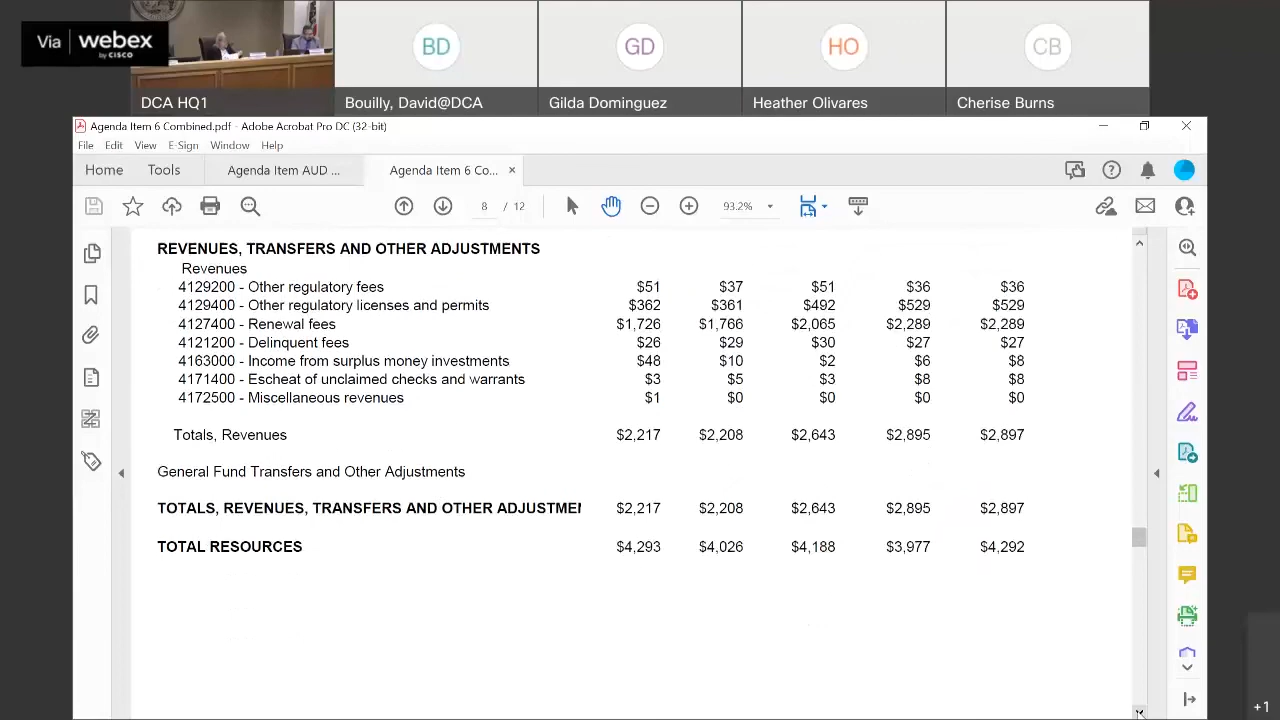 Via webex
by CISCO
BD
GD
HO
CB
DCA HQ1
Bouilly, David@DCA
Gilda Dominguez
Heather Olivares
Cherise Burns
Agenda Item 6 Combined.pdf - Adobe Acrobat Pro DC (32-bit)
File Edit View E-Sign Window Help
Home Tools Agenda Item AUD ... Agenda Item 6 Co... ×
8 / 12 93.2%
REVENUES, TRANSFERS AND OTHER ADJUSTMENTS
Revenues
4129200 - Other regulatory fees $51 $37 $51 $36 $36
4129400 - Other regulatory licenses and permits $362 $361 $492 $529 $529
4127400 - Renewal fees $1,726 $1,766 $2,065 $2,289 $2,289
4121200 - Delinquent fees $26 $29 $30 $27 $27
4163000 - Income from surplus money investments $48 $10 $2 $6 $8
4171400 - Escheat of unclaimed checks and warrants $3 $5 $3 $8 $8
4172500 - Miscellaneous revenues $1 $0 $0 $0 $0
Totals, Revenues $2,217 $2,208 $2,643 $2,895 $2,897
General Fund Transfers and Other Adjustments
TOTALS, REVENUES, TRANSFERS AND OTHER ADJUSTMEN $2,217 $2,208 $2,643 $2,895 $2,897
TOTAL RESOURCES $4,293 $4,026 $4,188 $3,977 $4,292
+1